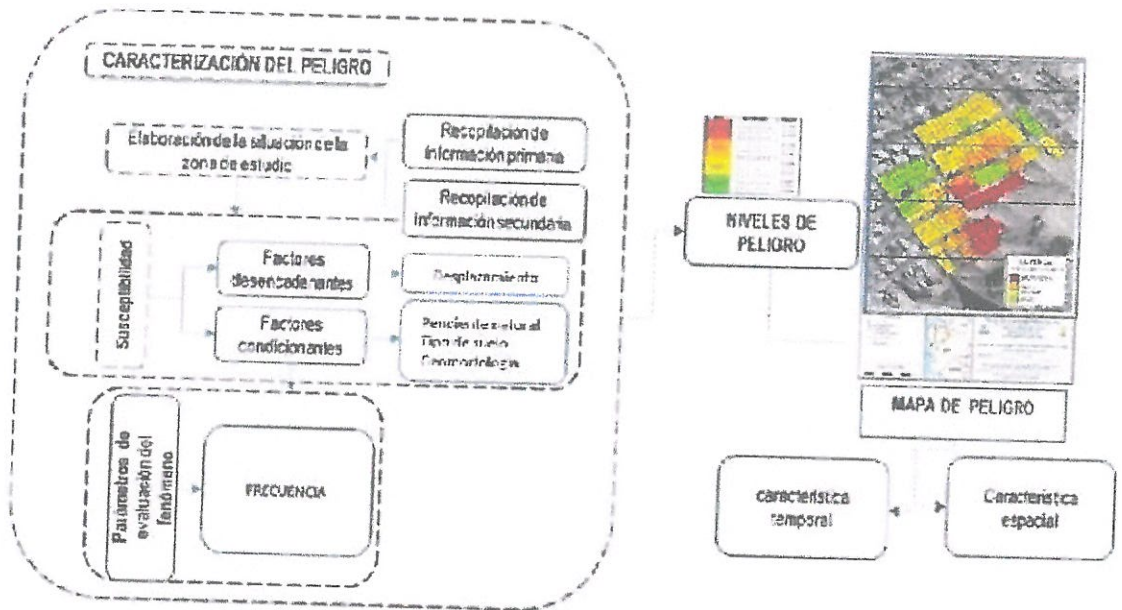 CARACTERIZACIÓN DEL PELIGRO
Elaboración de la situación de la
zona de estudio
Recopilación de
información primaria
Recopilación de
información secundaria
Susceptibilidad
Factores
desencadenantes
Desplazamiento
Factores
condicionantes
Pendiente natural
Tipo de suelo
Geomorfología
Parámetros de
evaluación del
fenómeno
FRECUENCIA
NIVELES DE
PELIGRO
MAPA DE PELIGRO
característica
temporal
Característica
espacial